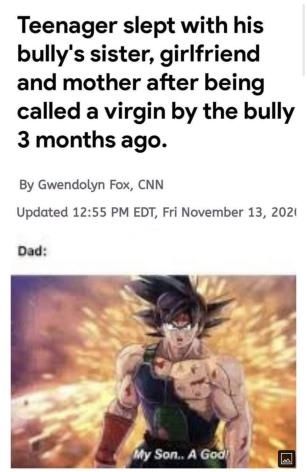 Teenager slept with his
bully's sister, girlfriend
and mother after being
called a virgin by the bully
3 months ago.
By Gwendolyn Fox, CNN
Updated 12:55 PM EDT, Fri November 13, 202
Dad:
My Son.. A God!